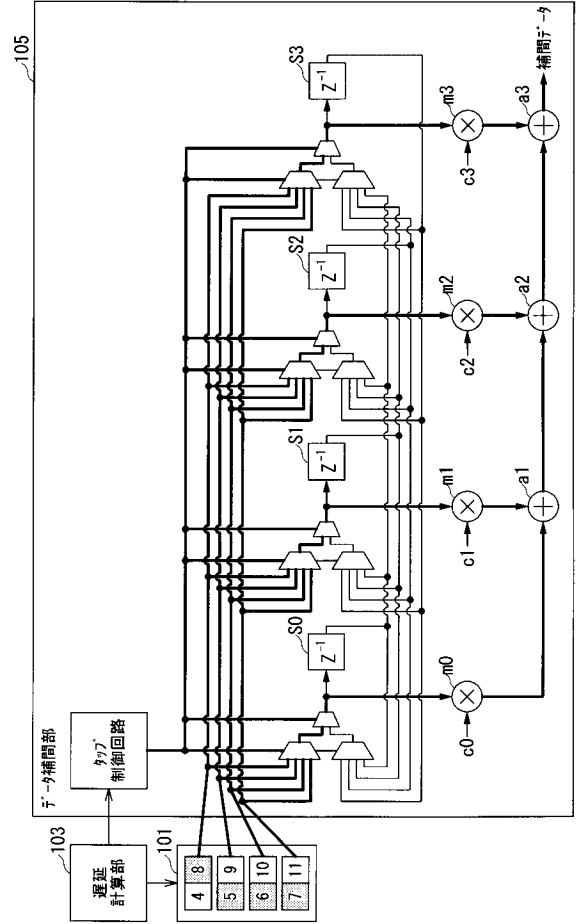 105
103
データ補間部
遅延
計算部
タップ
制御回路
101
4 8
5 9
6 10
7 11
S0
S1
S2
S3
Z⁻¹
Z⁻¹
Z⁻¹
Z⁻¹
m0
m1
m2
m3
c0
×
c1
×
c2
×
c3
×
a1
a2
a3
+
+
+
補間データ